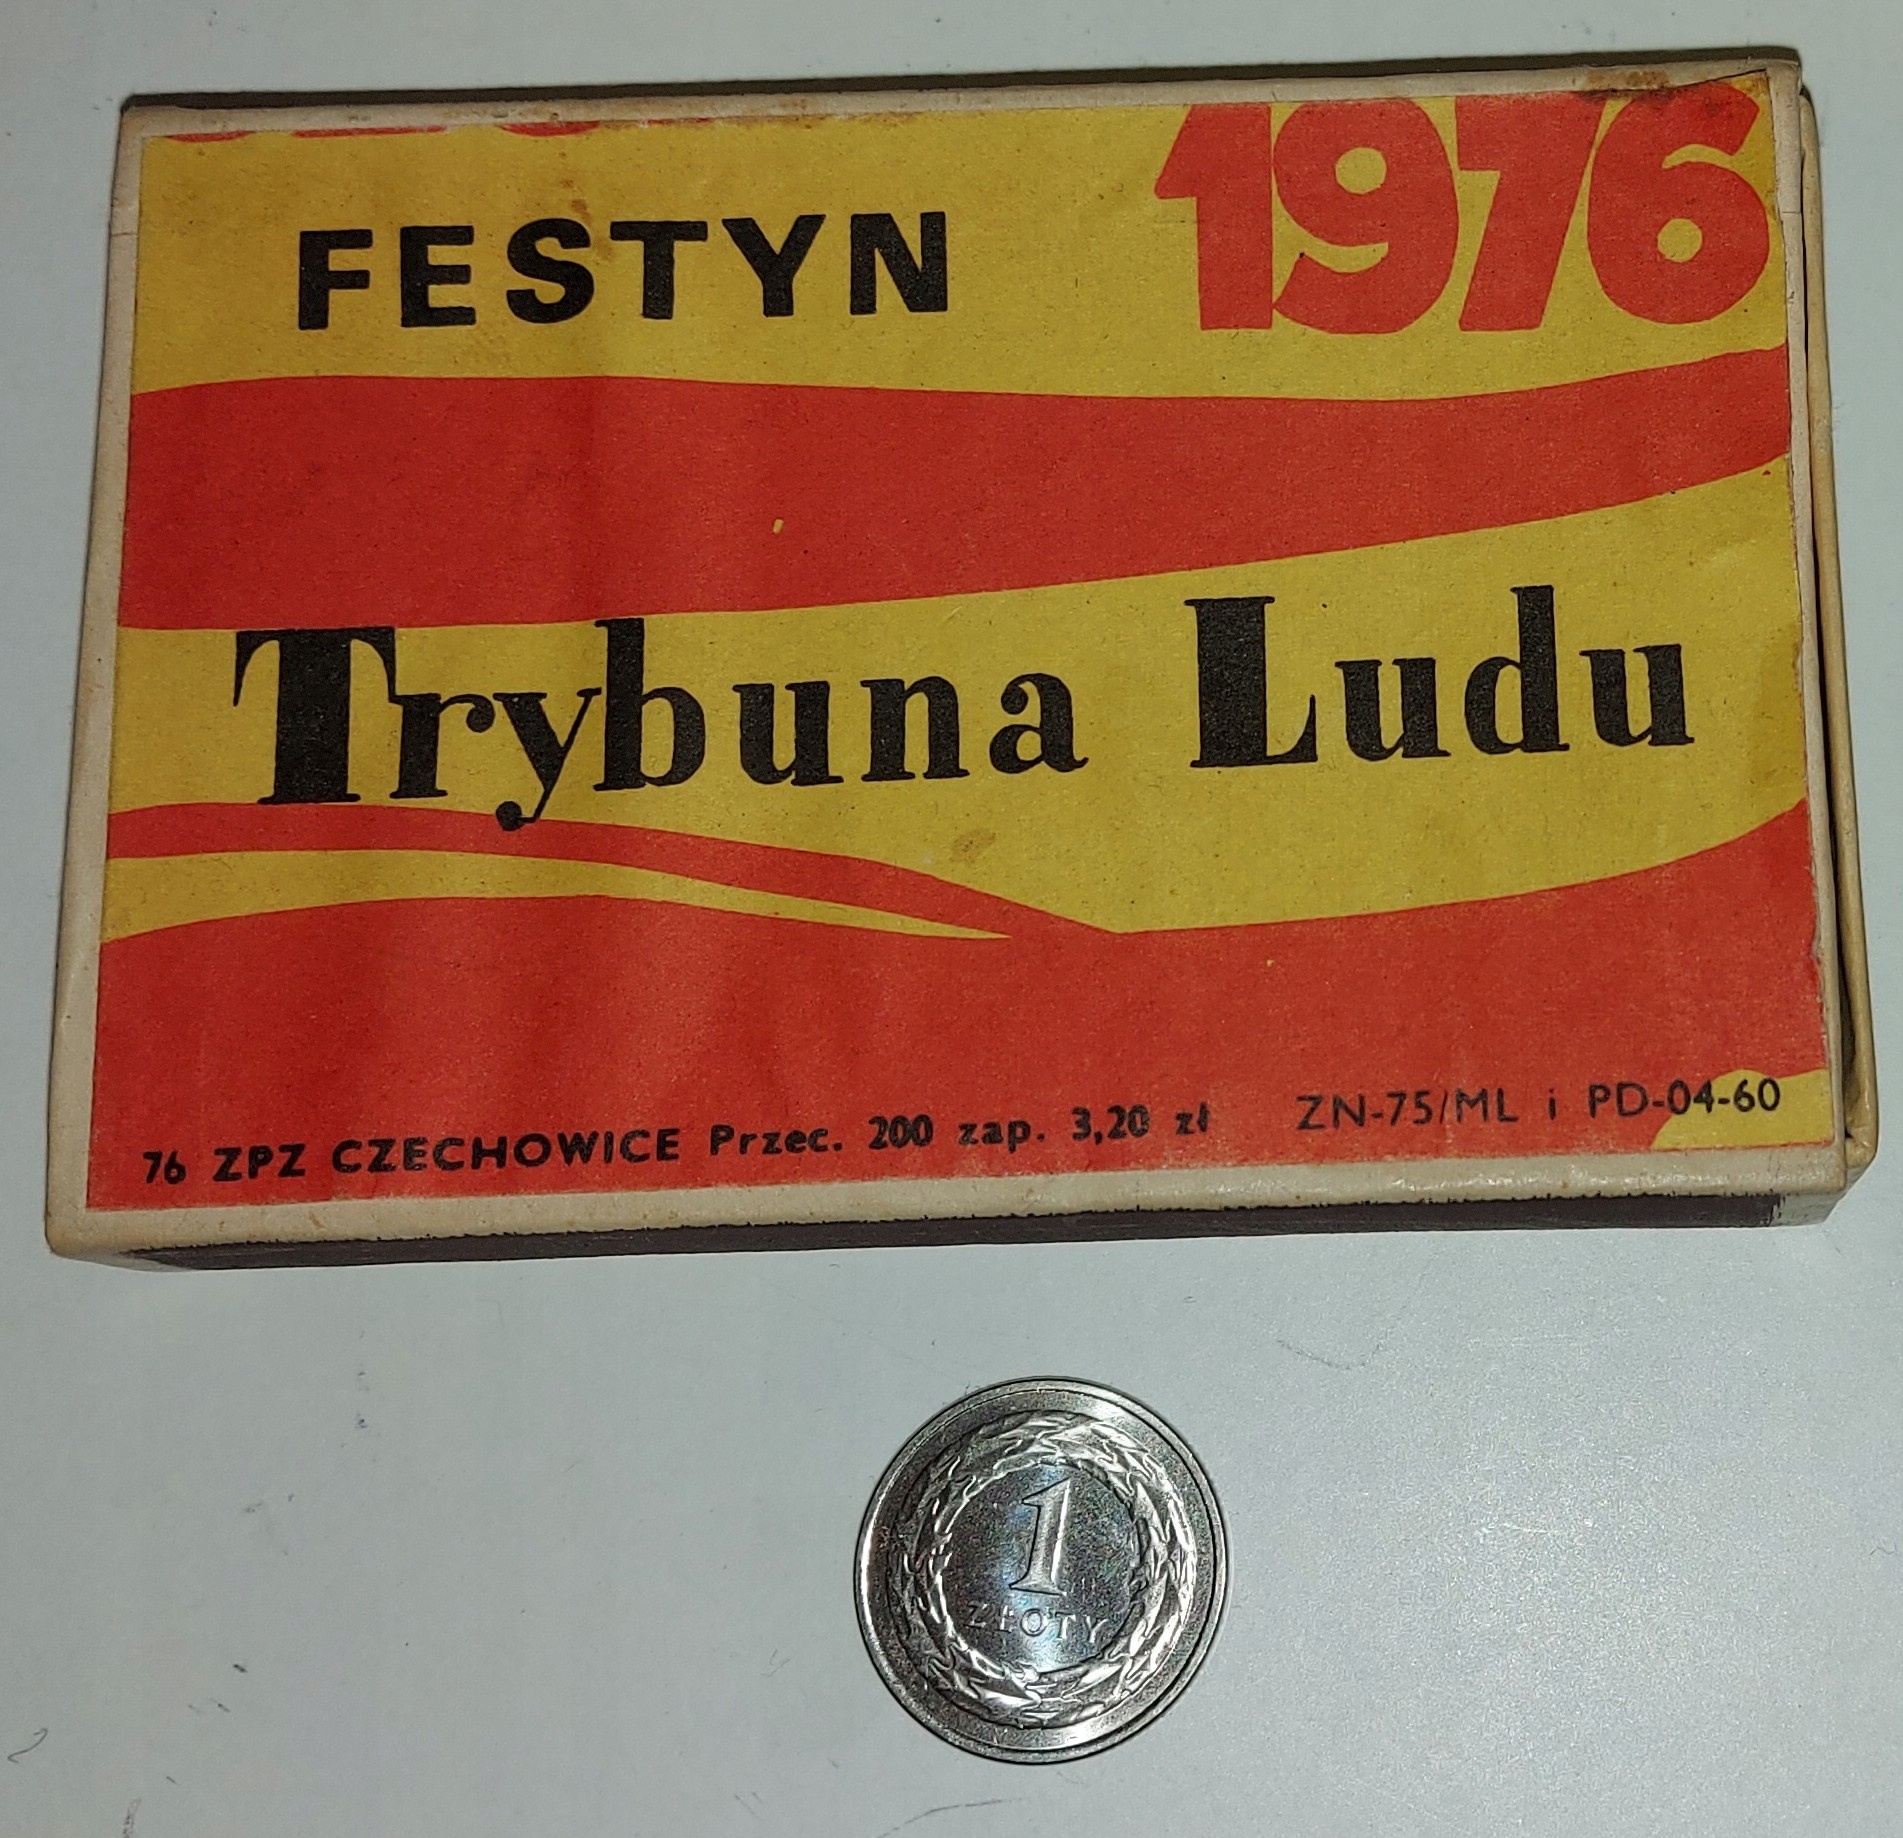 FESTYN 1976
Trybuna Ludu
76 ZPZ CZECHOWICE Przec. 200 zap. 3,20 zł ZN-75/ML i PD-04-60
1
ZŁOTY